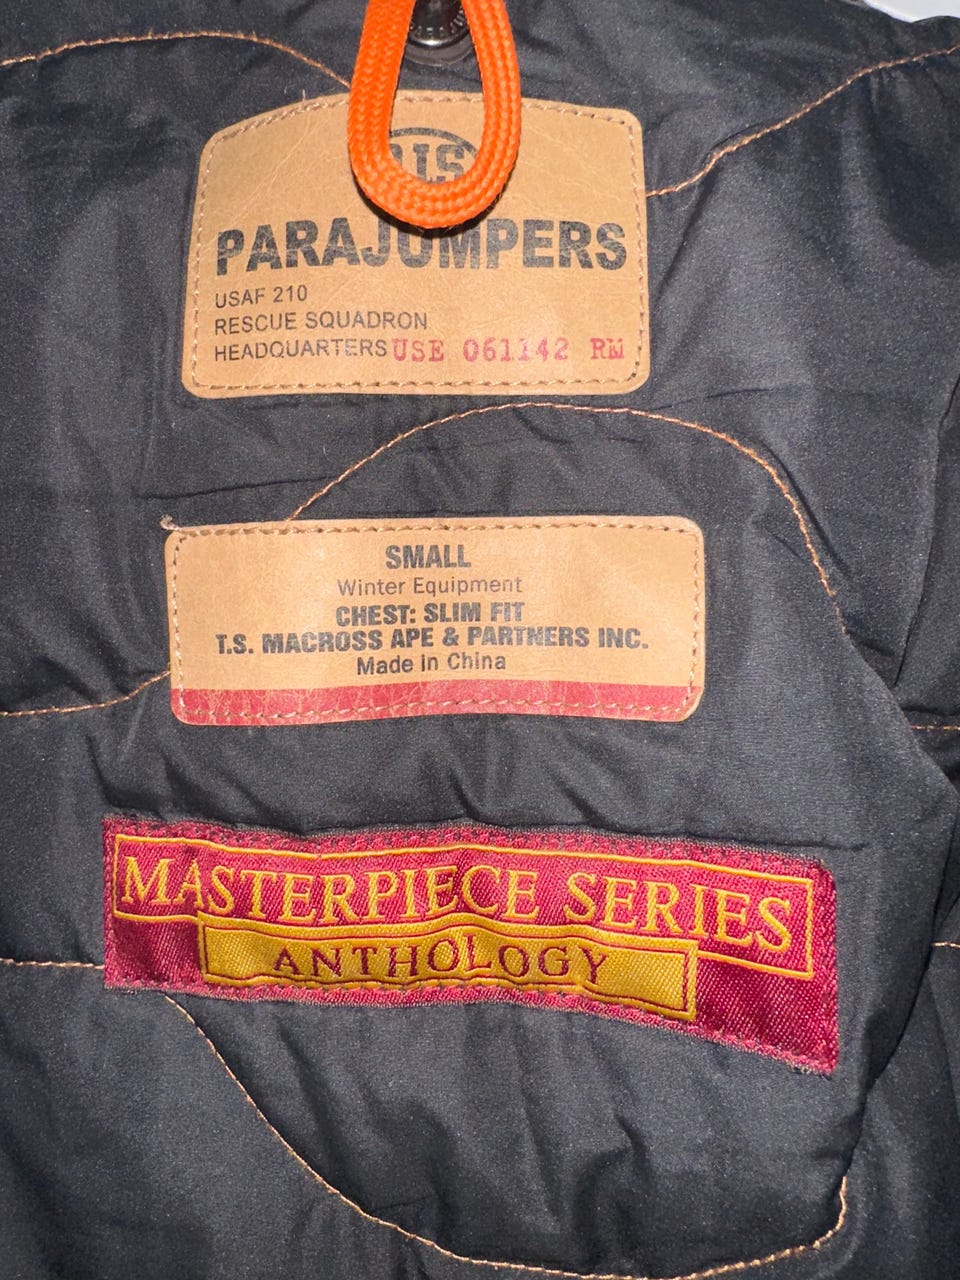 PARAJUMPERS
USAF 210
RESCUE SQUADRON
HEADQUARTERS USE 061142 RM
SMALL
Winter Equipment
CHEST: SLIM FIT
T.S. MACROSS APE & PARTNERS INC.
Made in China
MASTERPIECE SERIES
ANTHOLOGY